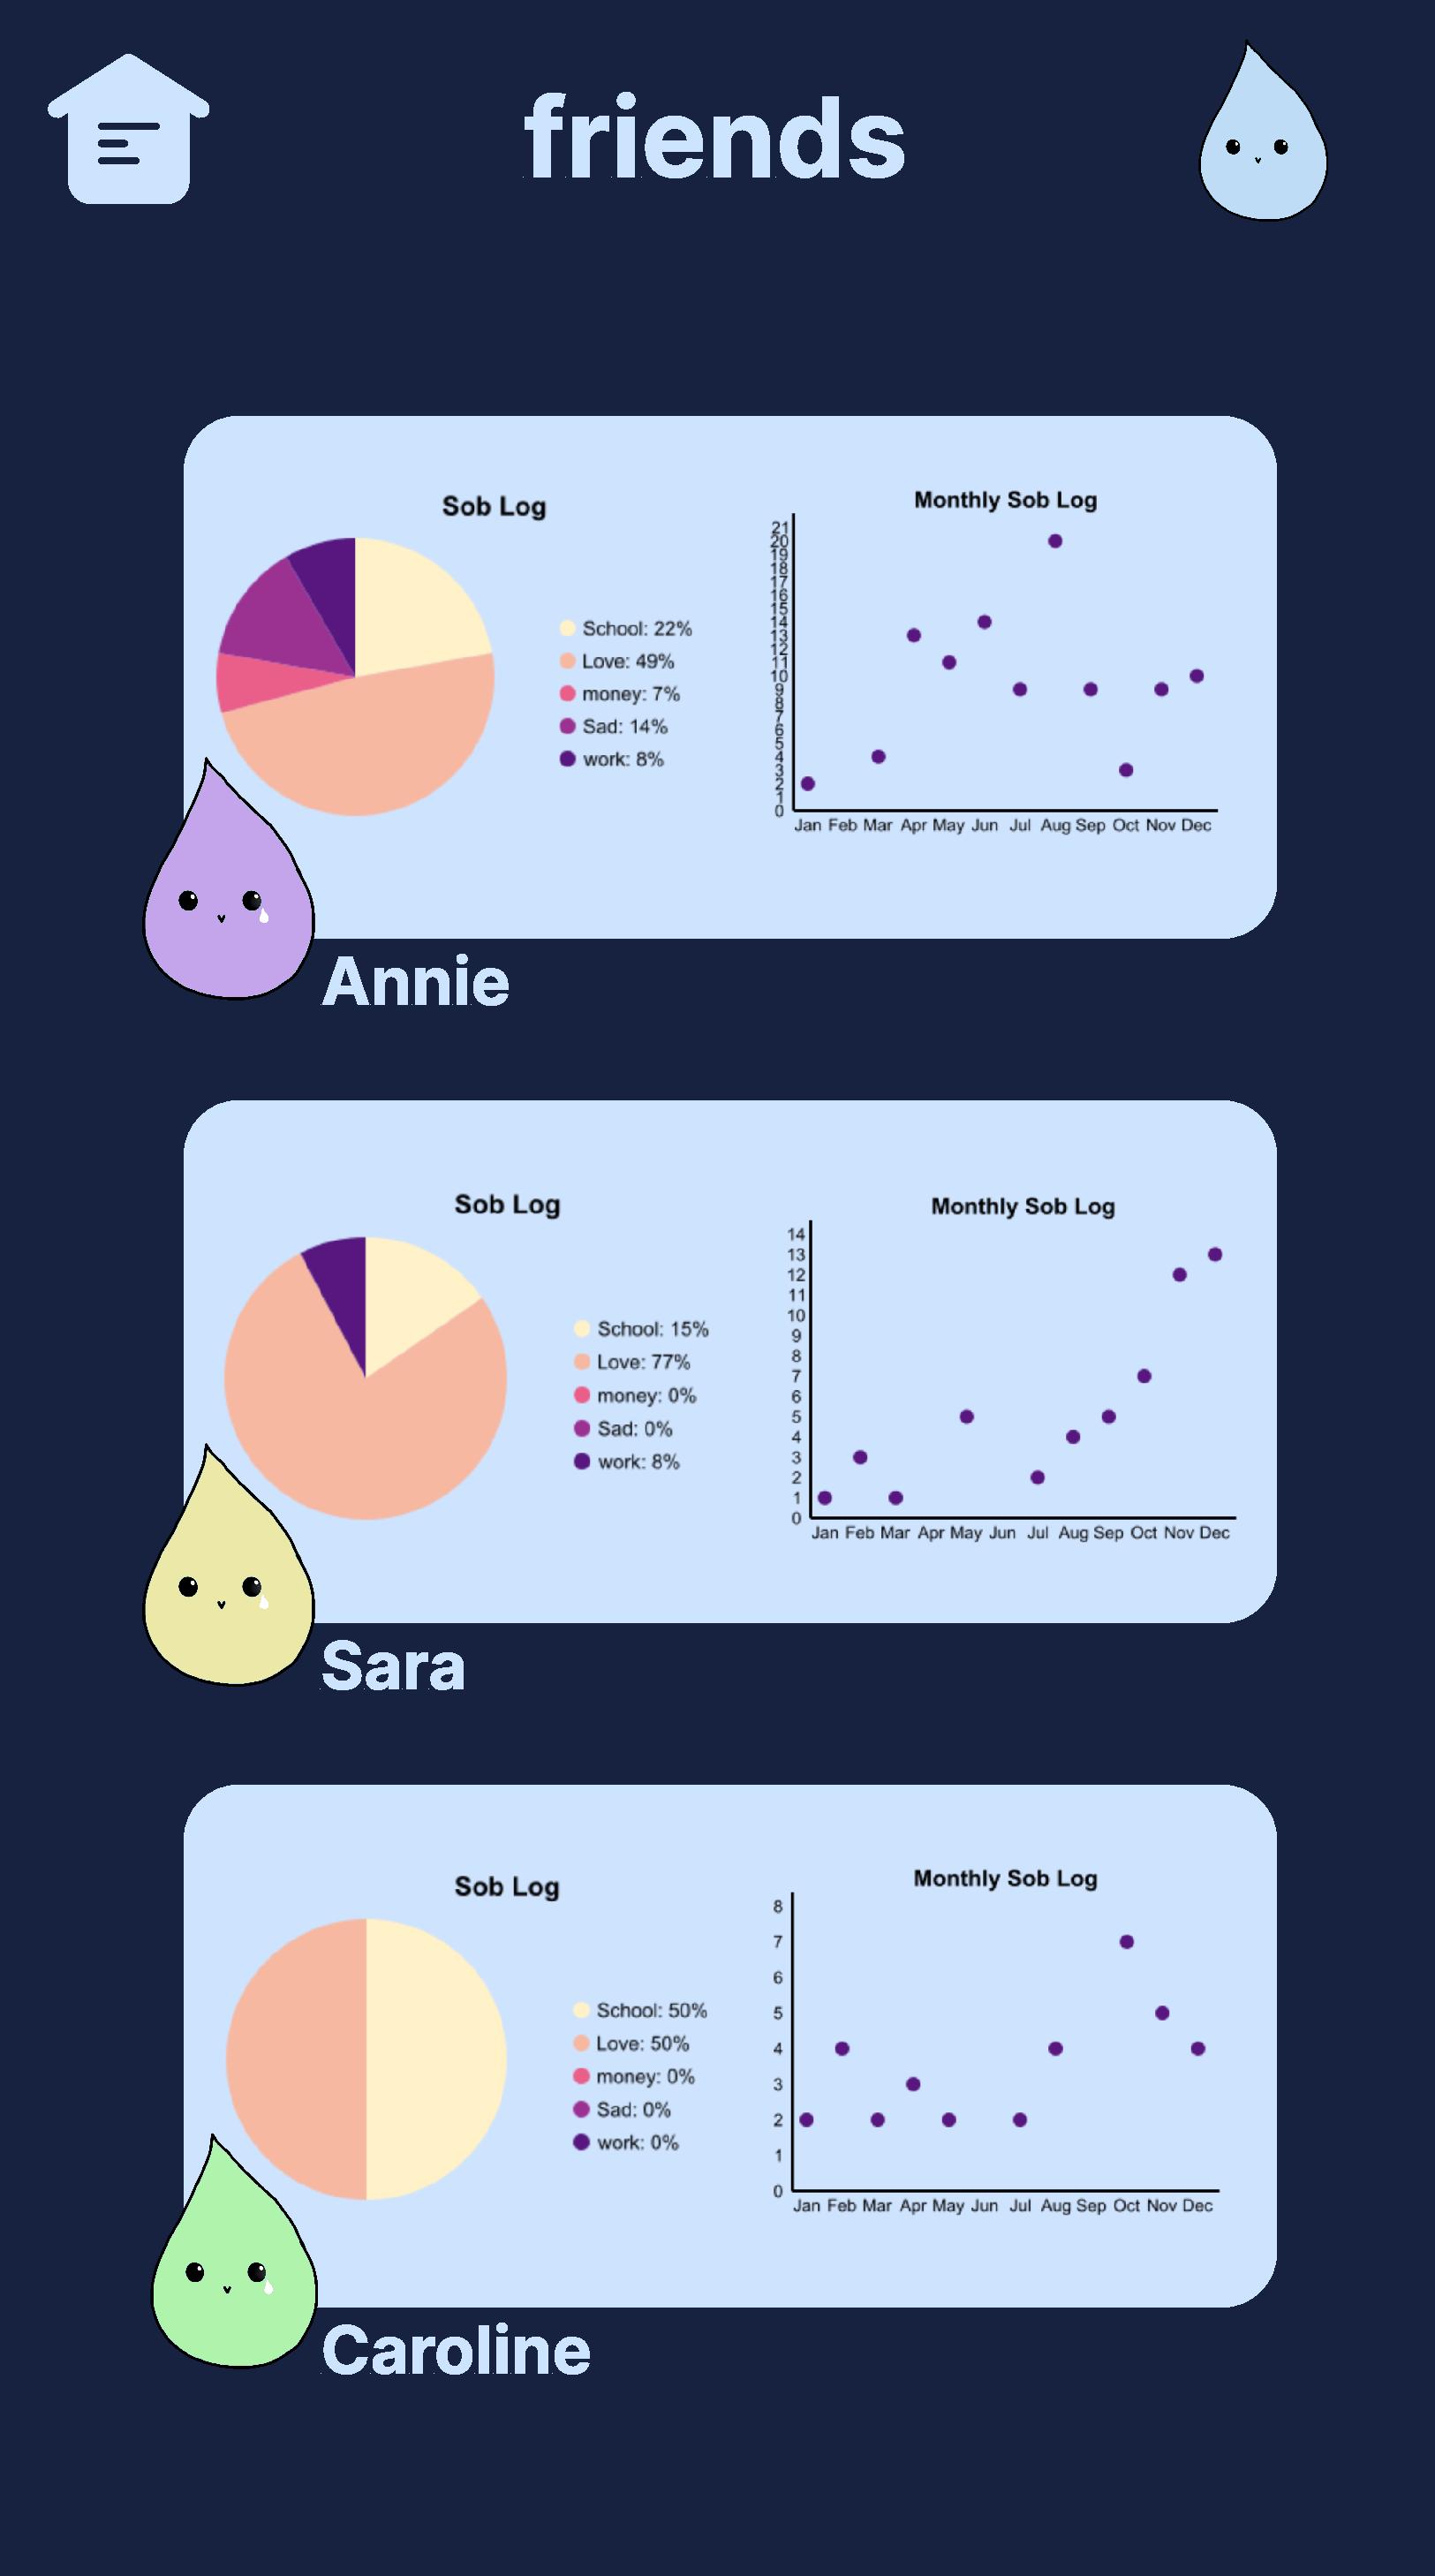 friends
Sob Log
School: 22%
Love: 49%
money: 7%
Sad: 14%
work: 8%
Monthly Sob Log
21
20
19
18
17
16
15
14
13
12
11
10
9
8
7
6
5
4
3
2
1
0
Jan Feb Mar Apr May Jun Jul Aug Sep Oct Nov Dec
Annie
Sob Log
School: 15%
Love: 77%
money: 0%
Sad: 0%
work: 8%
Monthly Sob Log
14
13
12
11
10
9
8
7
6
5
4
3
2
1
0
Jan Feb Mar Apr May Jun Jul Aug Sep Oct Nov Dec
Sara
Sob Log
School: 50%
Love: 50%
money: 0%
Sad: 0%
work: 0%
Monthly Sob Log
8
7
6
5
4
3
2
1
0
Jan Feb Mar Apr May Jun Jul Aug Sep Oct Nov Dec
Caroline